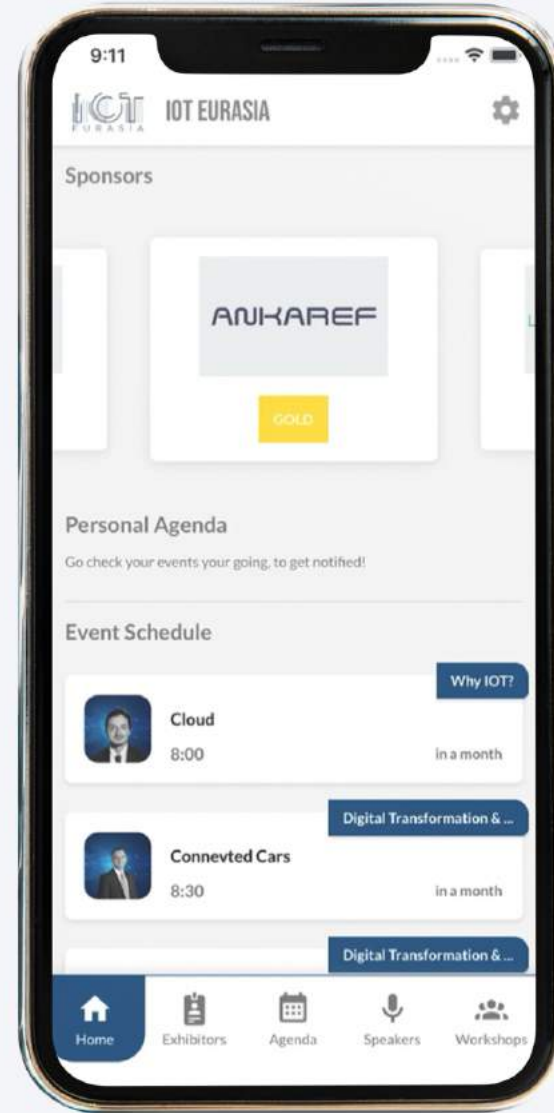 9:11
IOT
EURASIA
IOT EURASIA
Sponsors
ANKAREF
L
GOLD
Personal Agenda
Go check your events your going, to get notified!
Event Schedule
Why IOT?
Cloud
8:00
in a month
Digital Transformation & ...
Connevted Cars
8:30
in a month
Digital Transformation & ...
Home
Exhibitors
Agenda
Speakers
Workshops